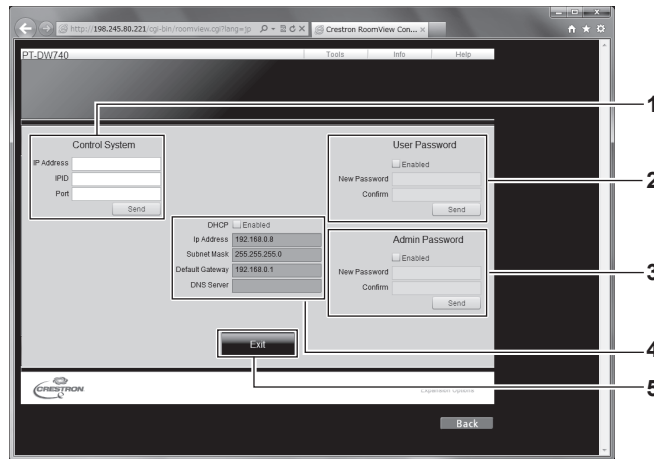 http://198.245.80.221/cgi-bin/roomview.cgi?lang=jp
Crestron RoomView Con...
PT-DW740
Tools
Info
Help
1
Control System
IP Address
IPID
Port
Send
User Password
Enabled
New Password
Confirm
Send
2
DHCP Enabled
Ip Address 192.168.0.8
Subnet Mask 255.255.255.0
Default Gateway 192.168.0.1
DNS Server
Admin Password
Enabled
New Password
Confirm
Send
3
Exit
4
CRESTRON
Expansion Options
5
Back